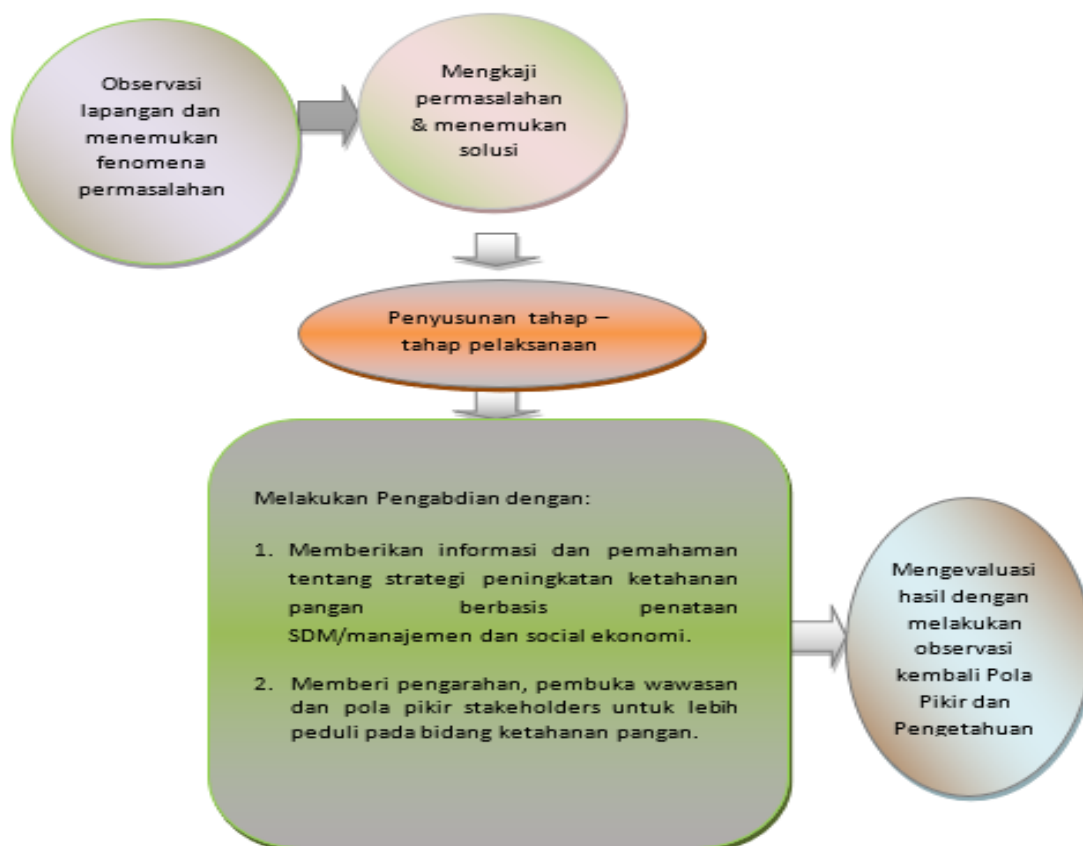 Observasi
lapangan dan
menemukan
fenomena
permasalahan
Mengkaji
permasalahan
& menemukan
solusi
Penyusunan tahap –
tahap pelaksanaan
Melakukan Pengabdian dengan:
1. Memberikan informasi dan pemahaman
tentang strategi peningkatan ketahanan
pangan berbasis penataan
SDM/manajemen dan social ekonomi.
2. Memberi pengarahan, pembuka wawasan
dan pola pikir stakeholders untuk lebih
peduli pada bidang ketahanan pangan.
Mengevaluasi
hasil dengan
melakukan
observasi
kembali Pola
Pikir dan
Pengetahuan